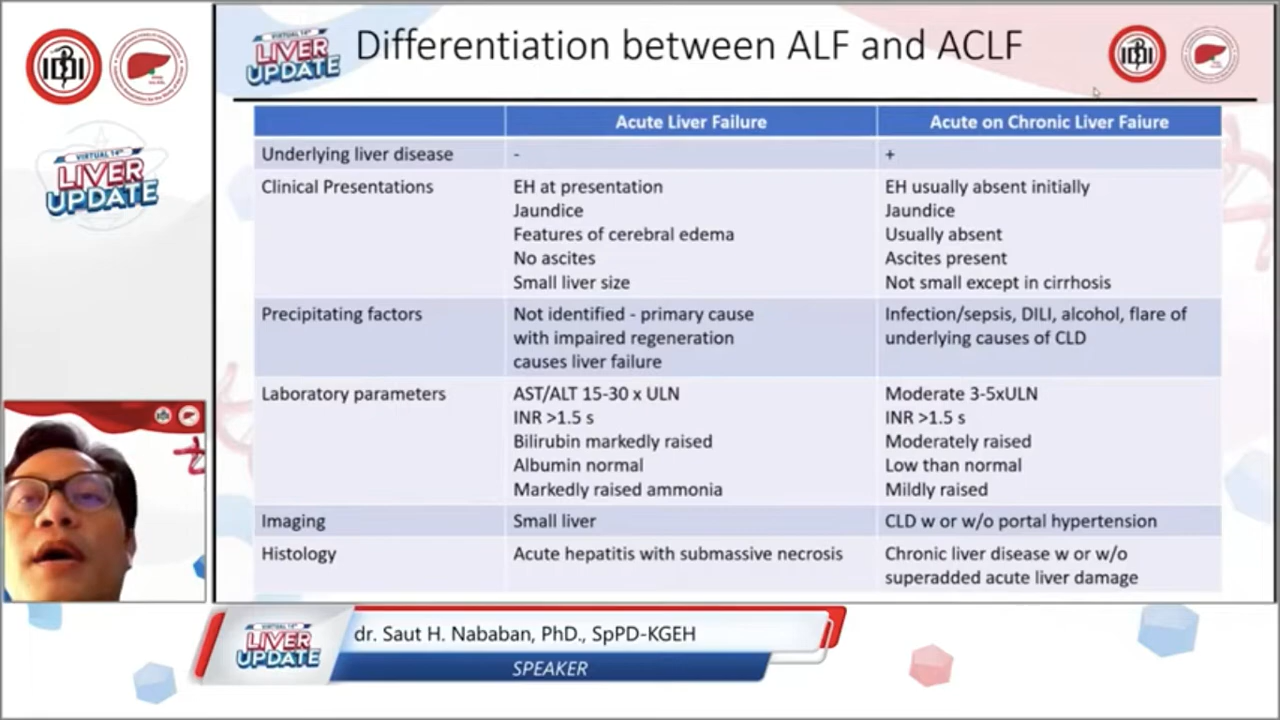 VIRTUAL 14th
LIVER
UPDATE
Differentiation between ALF and ACLF
VIRTUAL 14th
LIVER
UPDATE
Acute Liver Failure
Acute on Chronic Liver Faiure
Underlying liver disease
-
+
Clinical Presentations
EH at presentation
Jaundice
Features of cerebral edema
No ascites
Small liver size
EH usually absent initially
Jaundice
Usually absent
Ascites present
Not small except in cirrhosis
Precipitating factors
Not identified - primary cause
with impaired regeneration
causes liver failure
Infection/sepsis, DILI, alcohol, flare of
underlying causes of CLD
Laboratory parameters
AST/ALT 15-30 x ULN
INR >1.5 s
Bilirubin markedly raised
Albumin normal
Markedly raised ammonia
Moderate 3-5xULN
INR >1.5 s
Moderately raised
Low than normal
Mildly raised
Imaging
Small liver
CLD w or w/o portal hypertension
Histology
Acute hepatitis with submassive necrosis
Chronic liver disease w or w/o
superadded acute liver damage
VIRTUAL 14th
LIVER
UPDATE
dr. Saut H. Nababan, PhD., SpPD-KGEH
SPEAKER